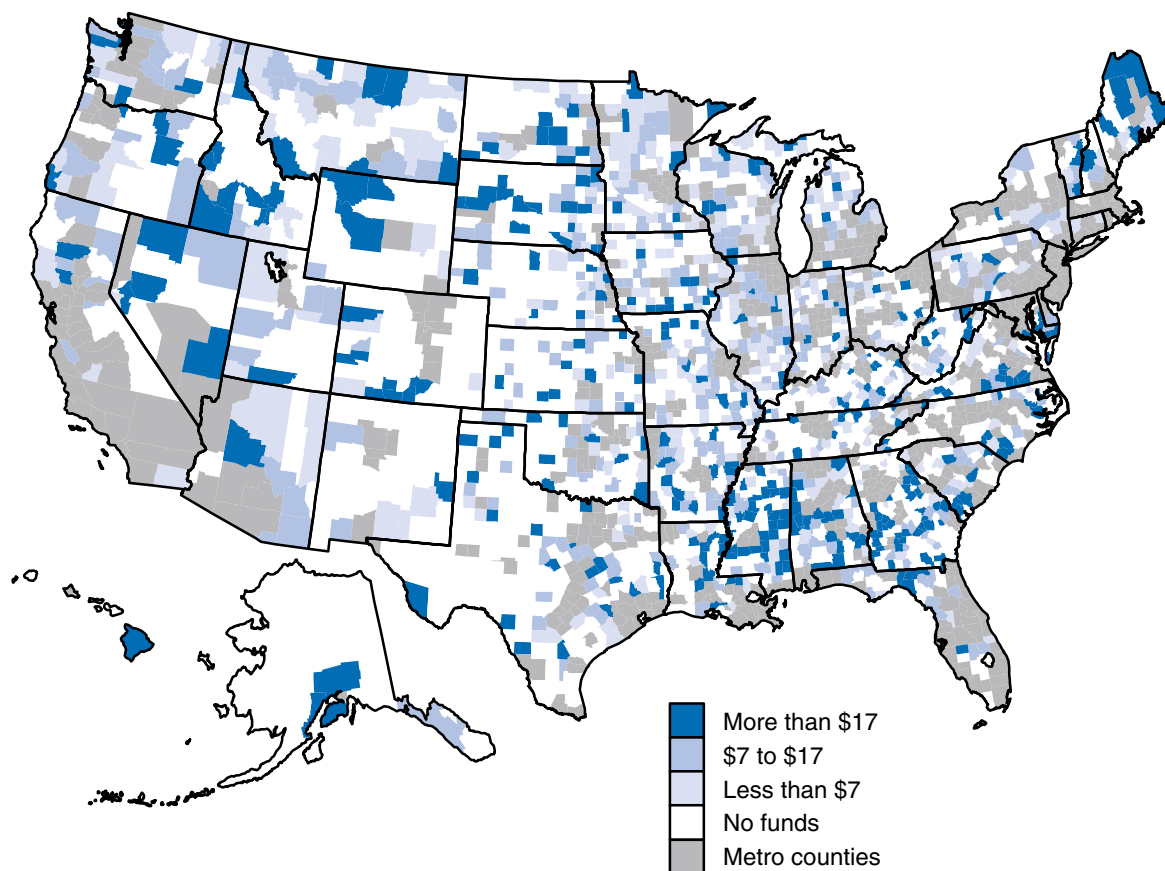 More than $17
$7 to $17
Less than $7
No funds
Metro counties